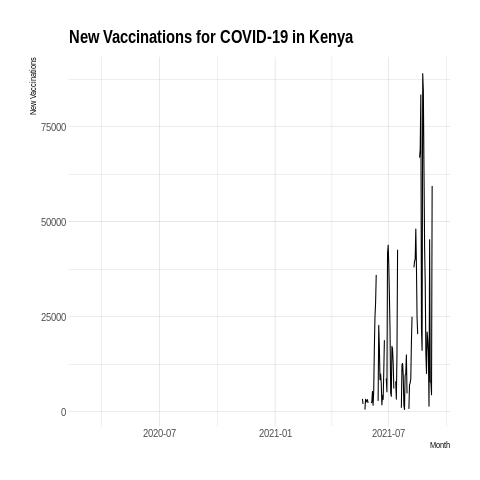 New Vaccinations for COVID-19 in Kenya
New Vaccinations
75000
50000
25000
0
2020-07 2021-01 2021-07
Month